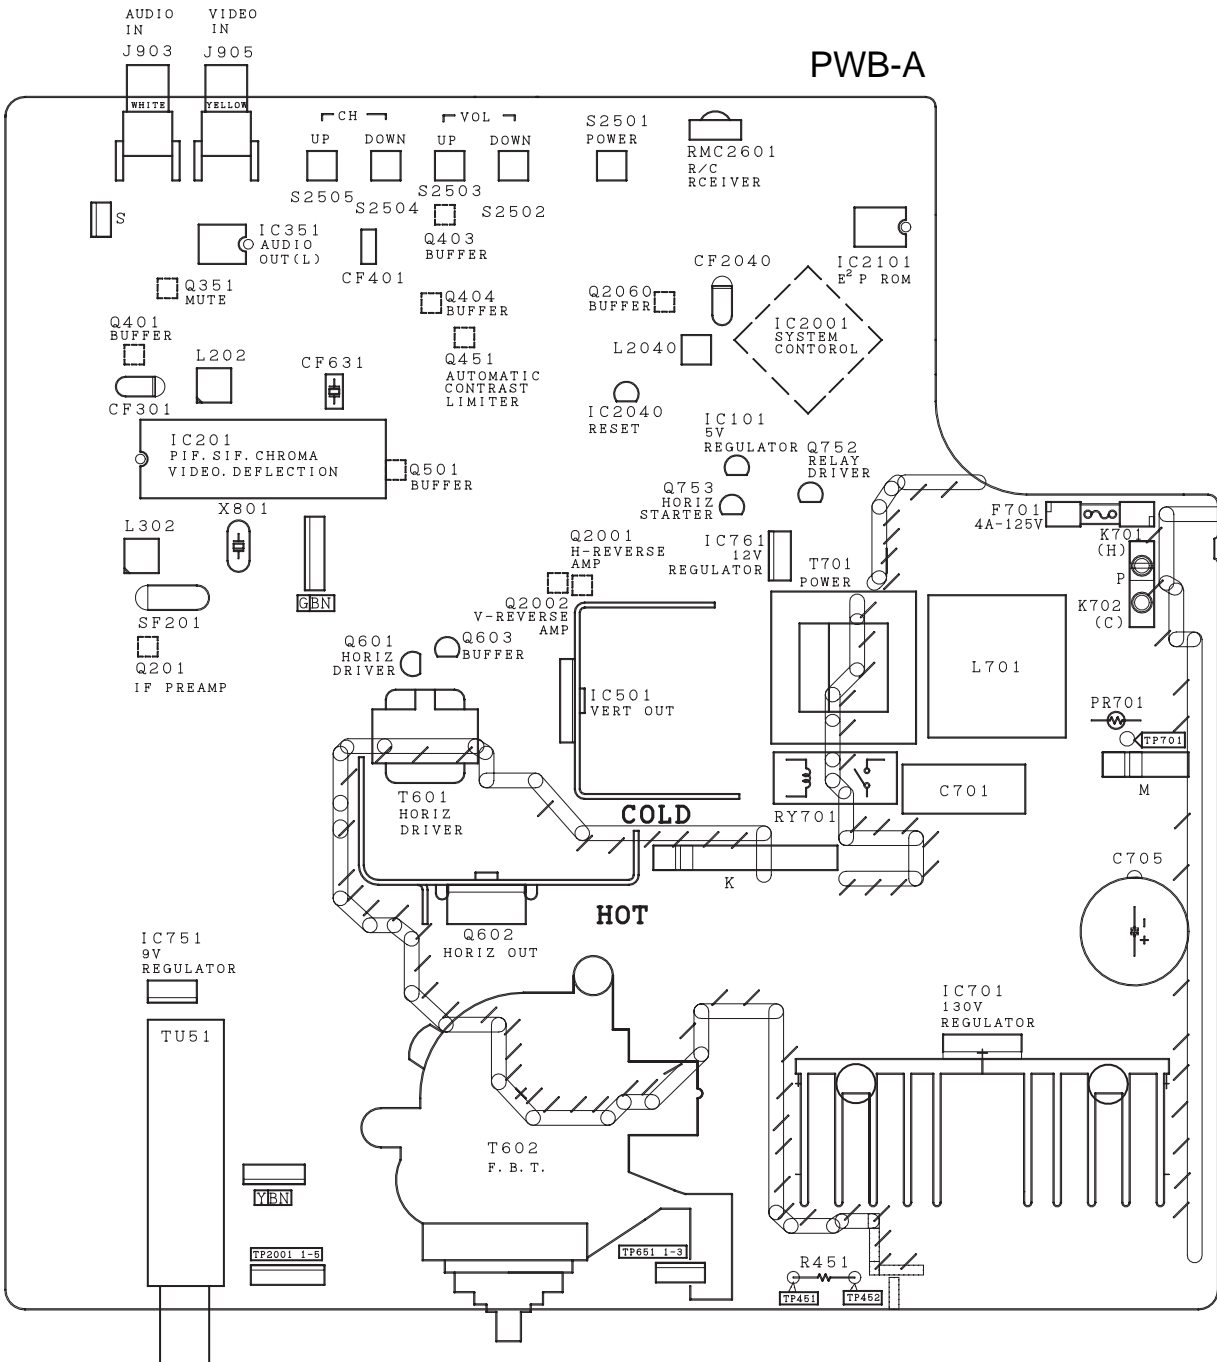 AUDIO
IN
J903
VIDEO
IN
J905
PWB-A
WHITE
YELLOW
CH
UP
DOWN
VOL
UP
DOWN
S2501
POWER
RMC2601
R/C
RCEIVER
S2505
S2504
S2503
S2502
S
IC351
AUDIO
OUT(L)
CF401
Q403
BUFFER
IC2101
E² P ROM
CF2040
Q351
MUTE
Q404
BUFFER
Q2060
BUFFER
IC2001
SYSTEM
CONTOROL
Q401
BUFFER
L202
CF631
Q451
AUTOMATIC
CONTRAST
LIMITER
L2040
CF301
IC2040
RESET
IC101
5V
REGULATOR
IC201
PIF. SIF. CHROMA
VIDEO. DEFLECTION
Q501
BUFFER
Q752
RELAY
DRIVER
Q753
HORIZ
STARTER
X801
L302
F701
4A-125V
K701
(H)
Q2001
H-REVERSE
AMP
IC761
12V
REGULATOR
T701
POWER
P
GBN
SF201
Q2002
V-REVERSE
AMP
K702
(C)
Q601
HORIZ
DRIVER
Q603
BUFFER
Q201
IF PREAMP
IC501
VERT OUT
L701
PR701
TP701
T601
HORIZ
DRIVER
COLD
RY701
C701
M
K
C705
HOT
Q602
HORIZ OUT
- +
IC751
9V
REGULATOR
IC701
130V
REGULATOR
TU51
T602
F. B. T.
YBN
TP2001 1-5
TP651 1-3
R451
TP451
TP452